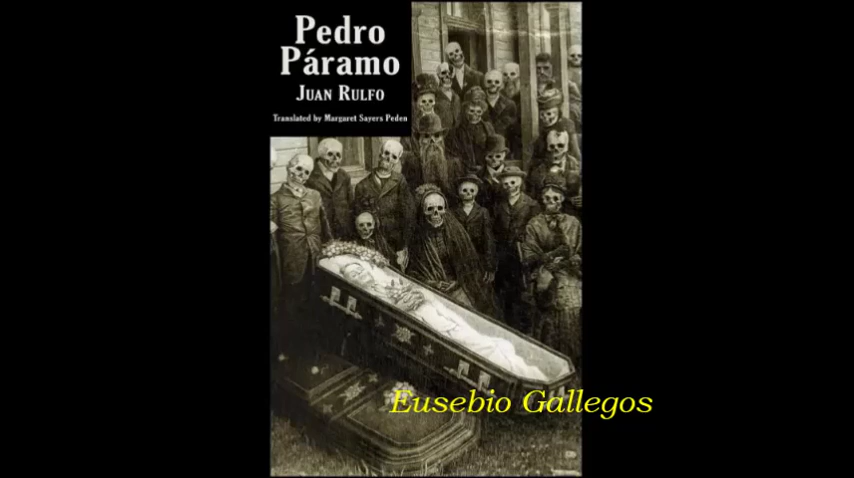 Pedro
Páramo
Juan Rulfo
Translated by Margaret Sayers Peden
Eusebio Gallegos